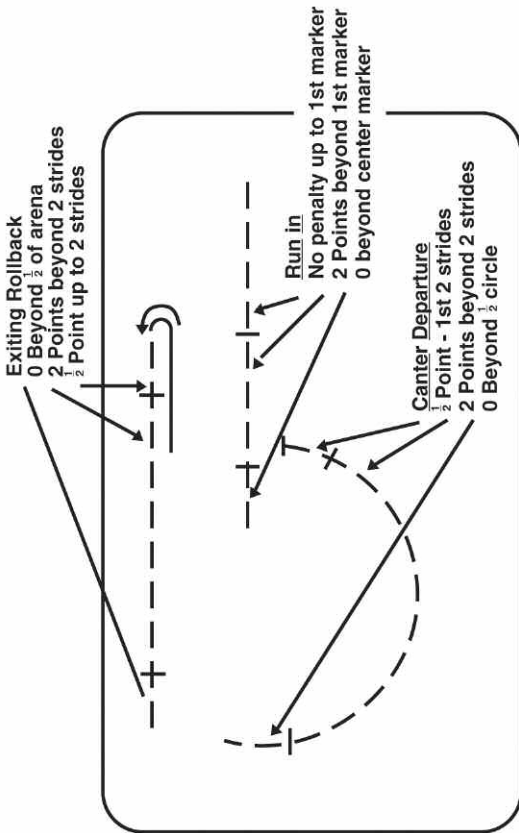 Exiting Rollback
0 Beyond ½ of arena
2 Points beyond 2 strides
½ Point up to 2 strides
Run in
No penalty up to 1st marker
2 Points beyond 1st marker
0 beyond center marker
Canter Departure
½ Point - 1st 2 strides
2 Points beyond 2 strides
0 Beyond ½ circle